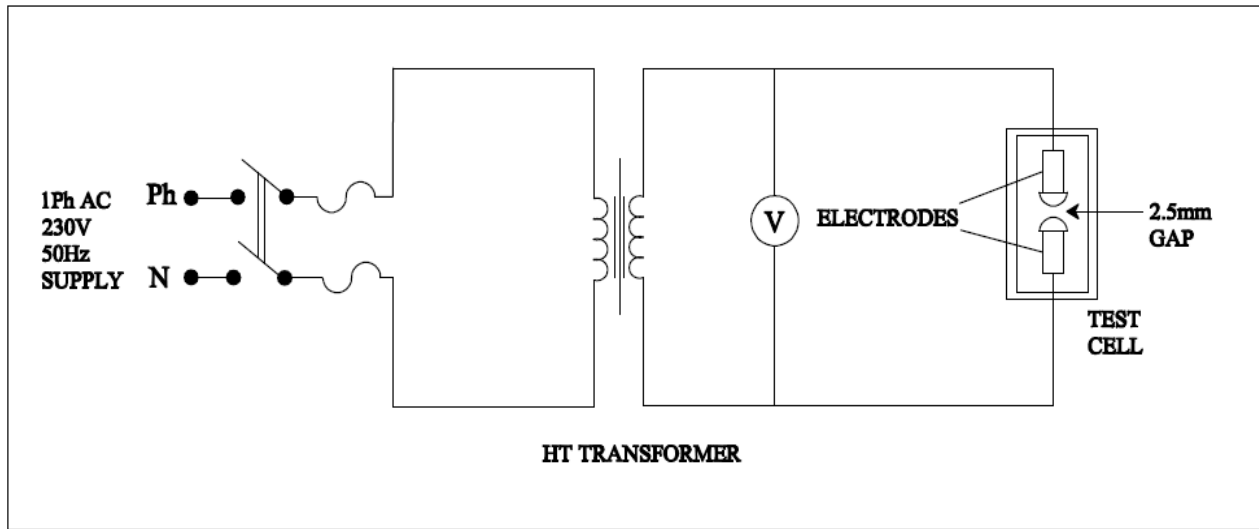 1Ph AC
230V
50Hz
SUPPLY
Ph
N
V
ELECTRODES
2.5mm
GAP
TEST
CELL
HT TRANSFORMER